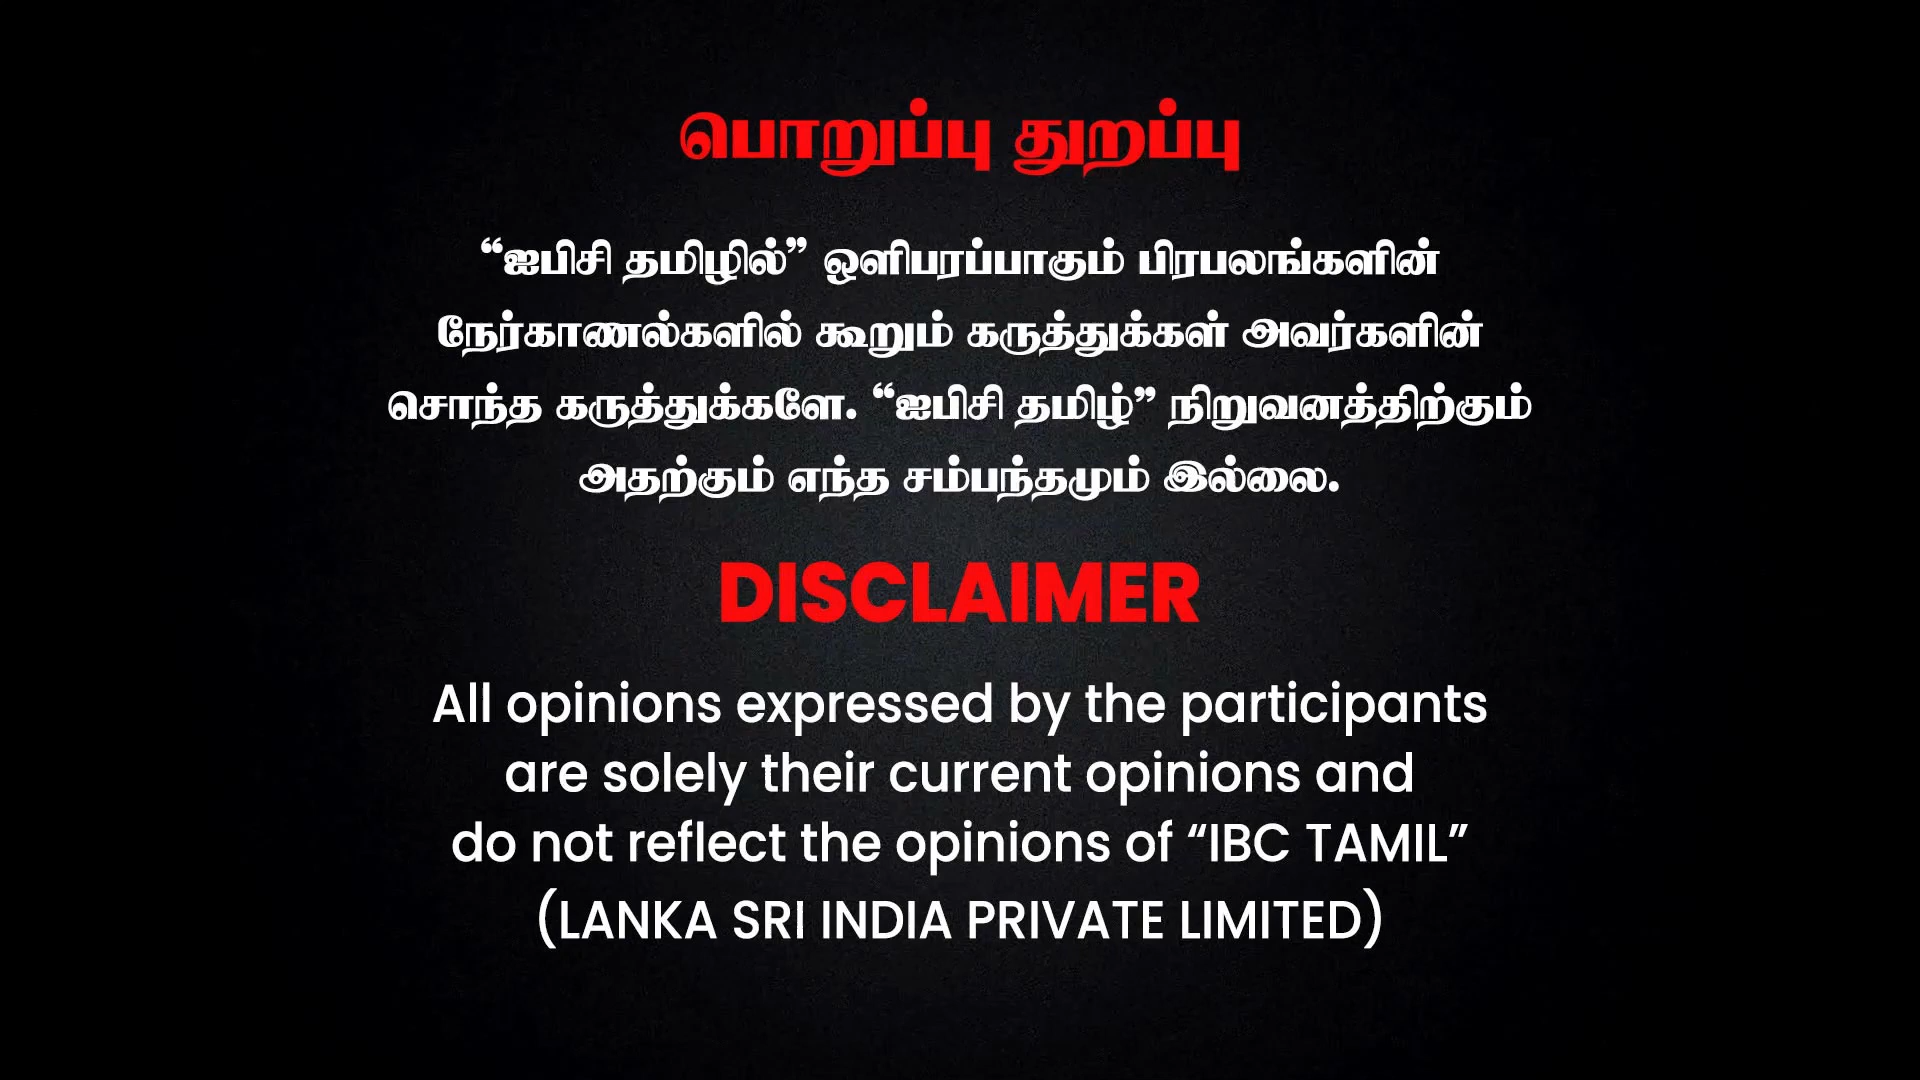 பொறுப்பு துறப்பு
“ஐபிசி தமிழில்” ஒளிபரப்பாகும் பிரபலங்களின்
நேர்காணல்களில் கூறும் கருத்துக்கள் அவர்களின்
சொந்த கருத்துக்களே. “ஐபிசி தமிழ்” நிறுவனத்திற்கும்
அதற்கும் எந்த சம்பந்தமும் இல்லை.
DISCLAIMER
All opinions expressed by the participants
are solely their current opinions and
do not reflect the opinions of “IBC TAMIL”
(LANKA SRI INDIA PRIVATE LIMITED)